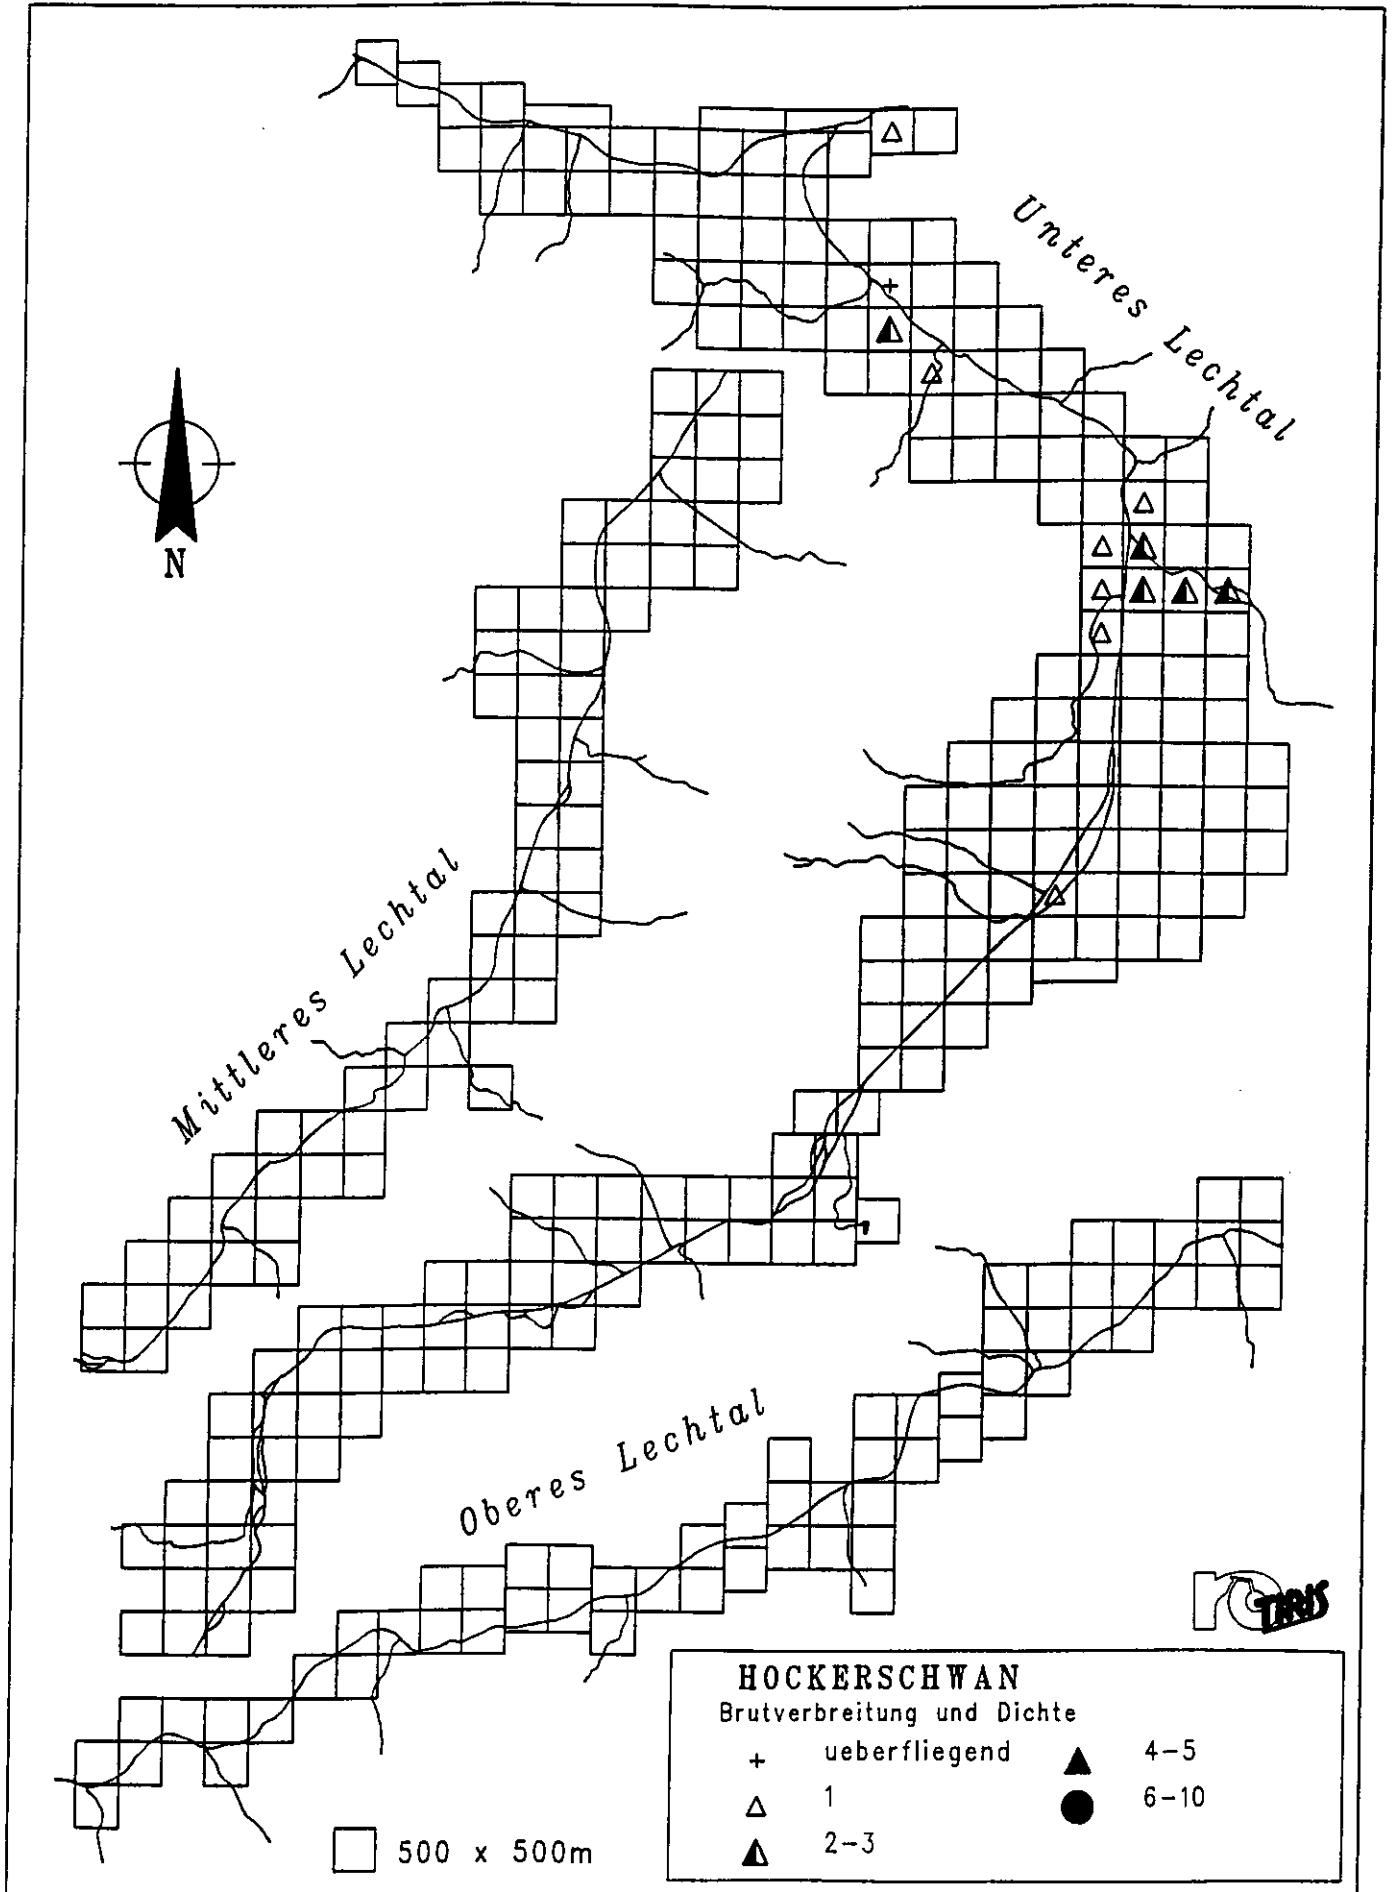 Unteres Lechtal
N
Mittleres Lechtal
Oberes Lechtal
TIRIS
HOCKERSCHWAN
Brutverbreitung und Dichte
+ ueberfliegend
△ 1
2-3
▲ 4-5
● 6-10
500 x 500m